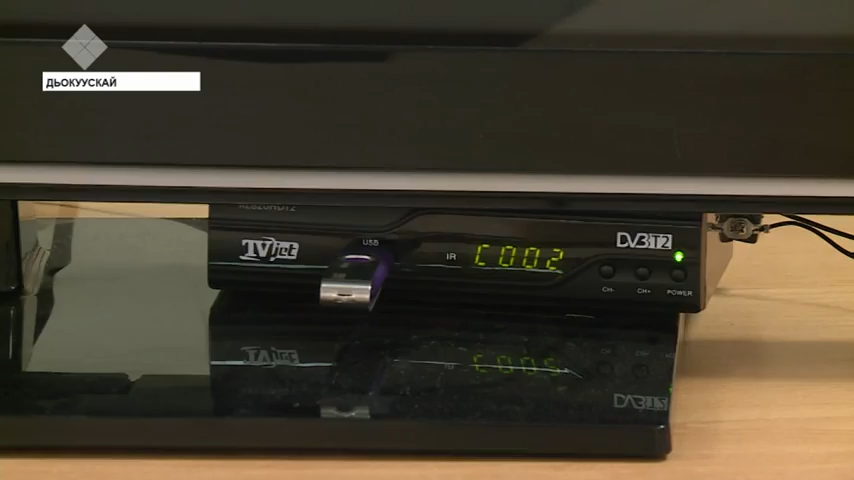 ДЬОКУУСКАЙ
TVjet
USB
IR
C002
DVB T2
CH-
CH+
POWER